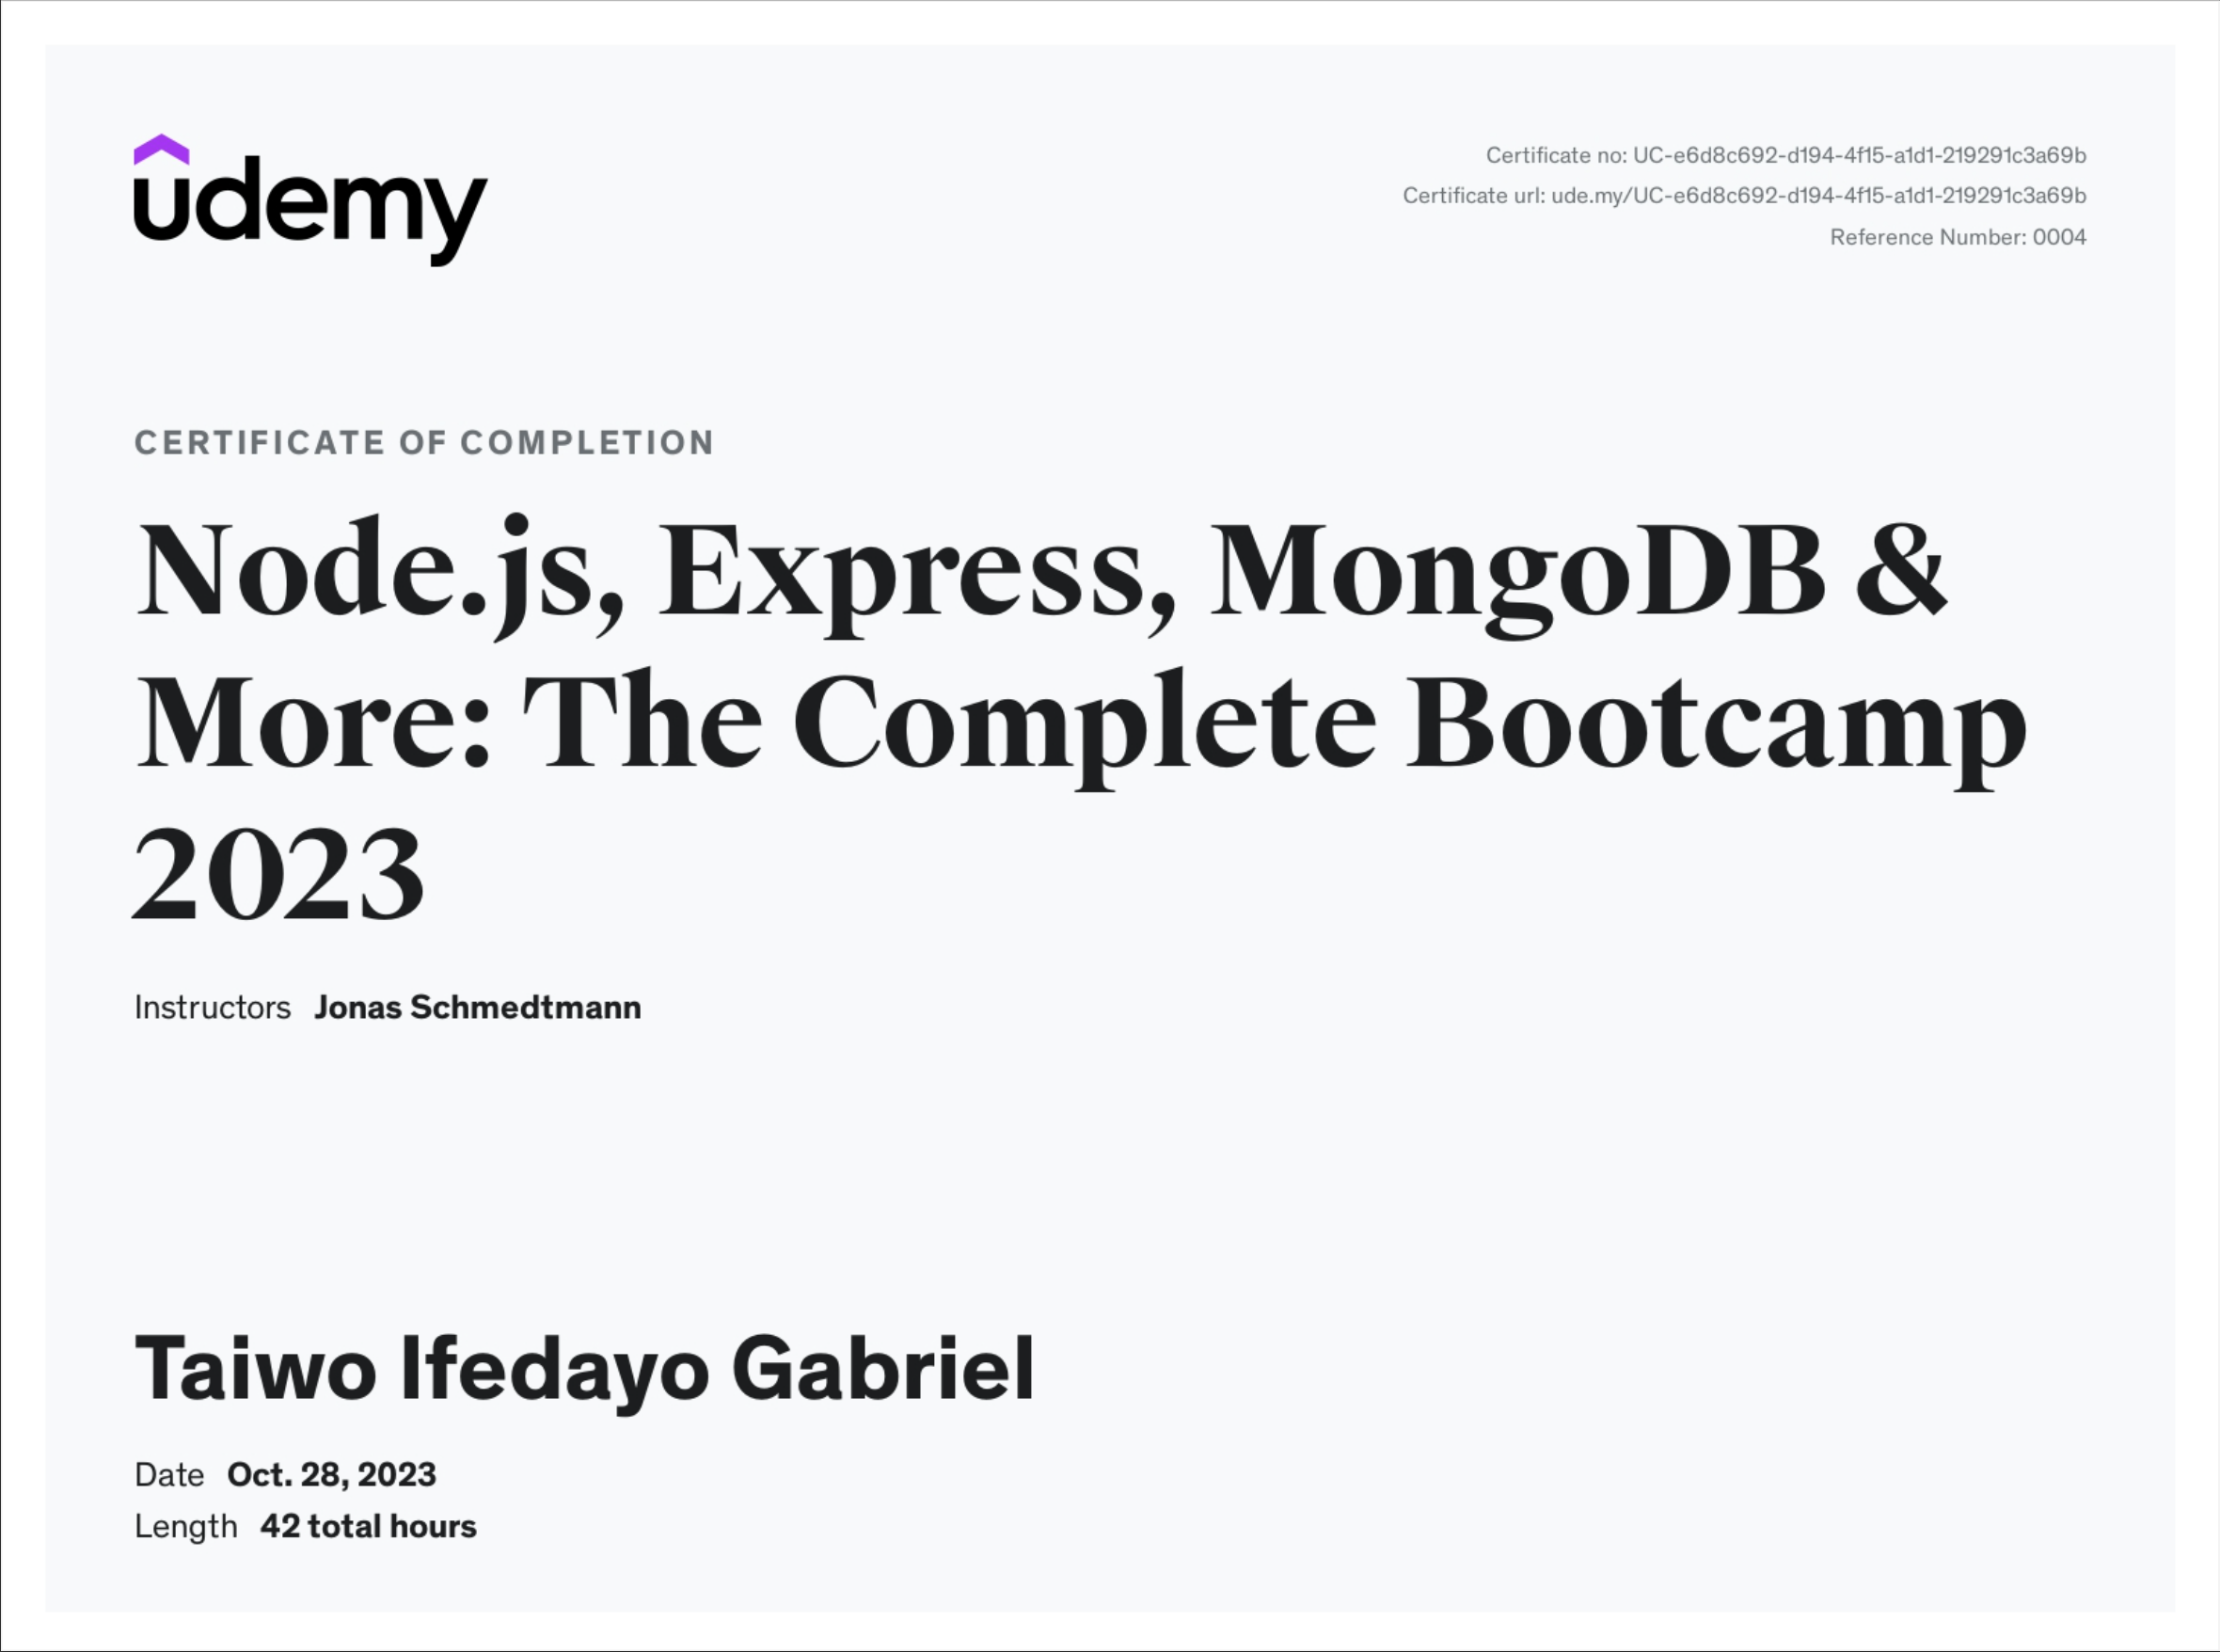 udemy
Certificate no: UC-e6d8c692-d194-4f15-a1d1-219291c3a69b
Certificate url: ude.my/UC-e6d8c692-d194-4f15-a1d1-219291c3a69b
Reference Number: 0004
CERTIFICATE OF COMPLETION
Node.js, Express, MongoDB &
More: The Complete Bootcamp
2023
Instructors Jonas Schmedtmann
Taiwo Ifedayo Gabriel
Date Oct. 28, 2023
Length 42 total hours